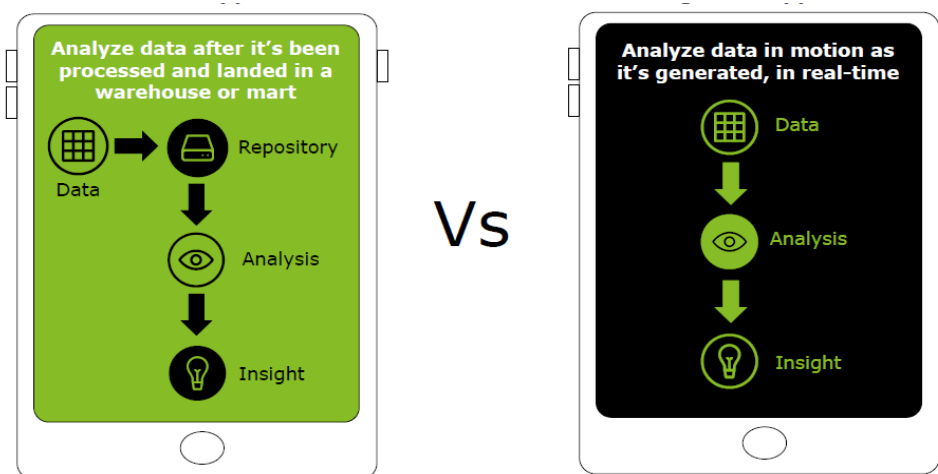 Analyze data after it's been
processed and landed in a
warehouse or mart
Data
Repository
Analysis
Insight
Vs
Analyze data in motion as
it's generated, in real-time
Data
Analysis
Insight